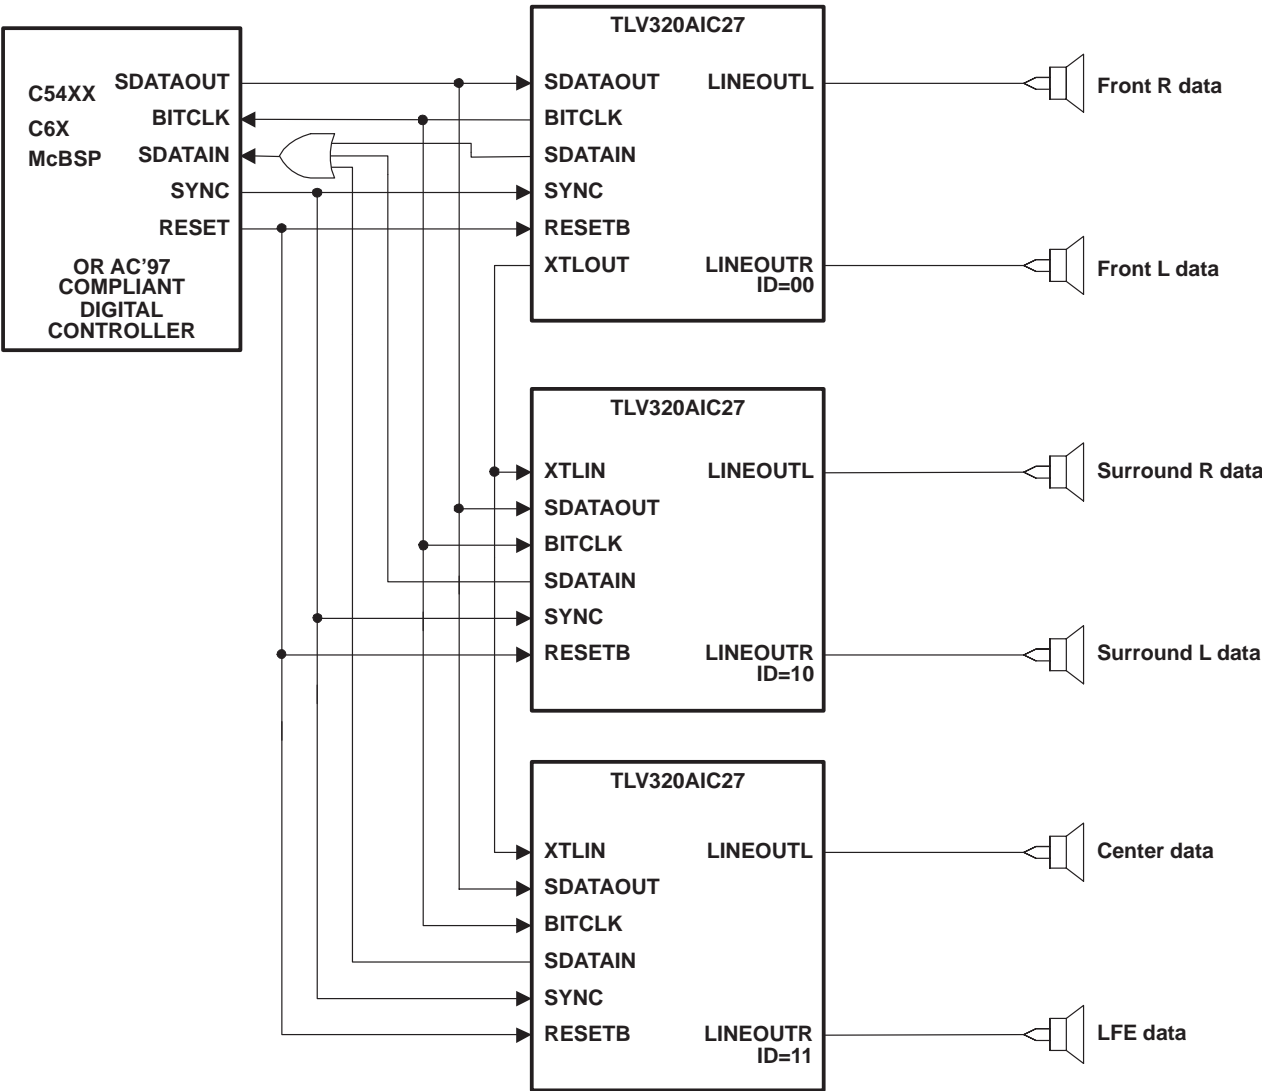 C54XX
C6X
McBSP
SDATAOUT
BITCLK
SDATAIN
SYNC
RESET
OR AC’97
COMPLIANT
DIGITAL
CONTROLLER
TLV320AIC27
SDATAOUT
BITCLK
SDATAIN
SYNC
RESETB
XTLOUT
LINEOUTL
LINEOUTR
ID=00
Front R data
Front L data
TLV320AIC27
XTLIN
SDATAOUT
BITCLK
SDATAIN
SYNC
RESETB
LINEOUTL
LINEOUTR
ID=10
Surround R data
Surround L data
TLV320AIC27
XTLIN
SDATAOUT
BITCLK
SDATAIN
SYNC
RESETB
LINEOUTL
LINEOUTR
ID=11
Center data
LFE data